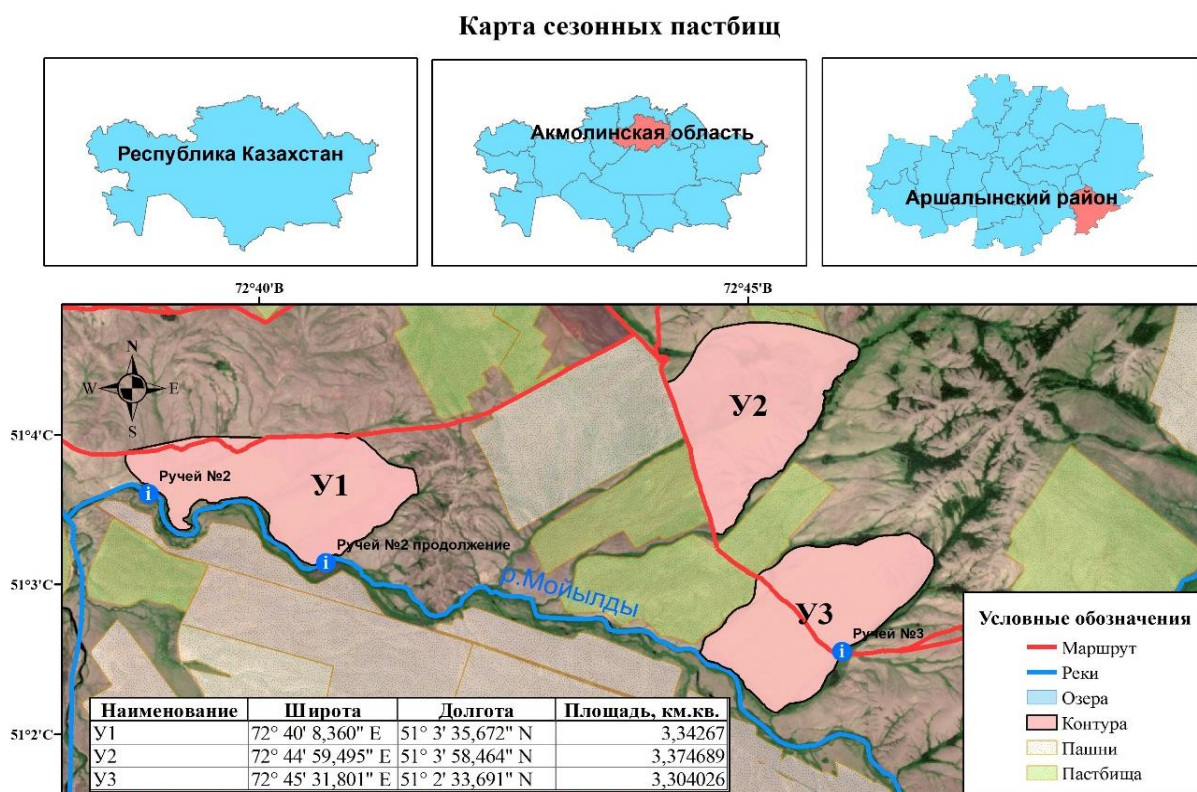 Карта сезонных пастбищ
Республика Казахстан
Акмолинская область
Аршалынский район
72°40'В
72°45'В
N
W
E
S
51°4'С
51°3'С
51°2'С
У1
У2
У3
Ручей №2
Ручей №2 продолжение
Ручей №3
р.Мойылды
Наименование Широта Долгота Площадь, км.кв.
У1 72° 40' 8,360" E 51° 3' 35,672" N 3,34267
У2 72° 44' 59,495" E 51° 3' 58,464" N 3,374689
У3 72° 45' 31,801" E 51° 2' 33,691" N 3,304026
Условные обозначения
Маршрут
Реки
Озера
Контура
Пашни
Пастбища